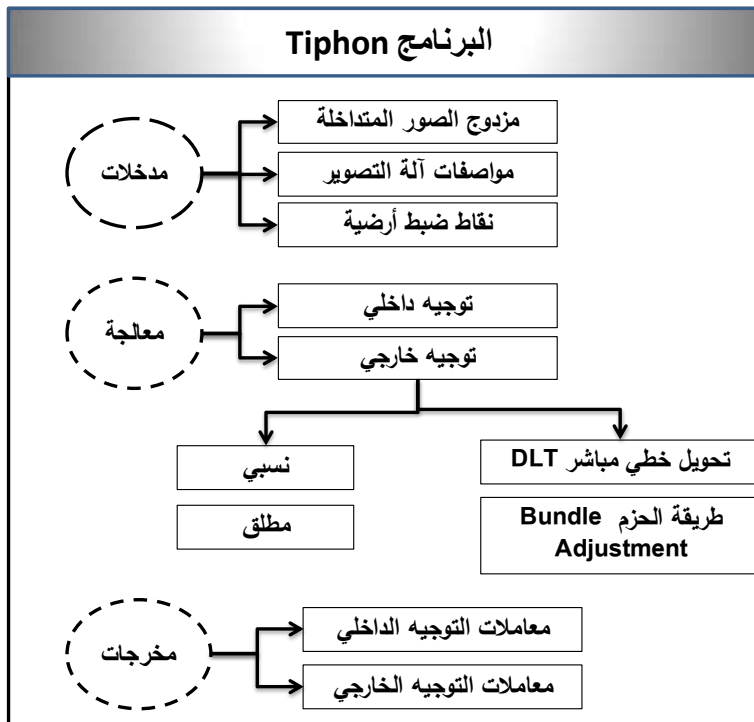 البرنامج Tiphon
مدخلات
مزدوج الصور المتداخلة
مواصفات آلة التصوير
نقاط ضبط أرضية
معالجة
توجيه داخلي
توجيه خارجي
نسبي
مطلق
تحويل خطي مباشر DLT
طريقة الحزم Bundle
Adjustment
مخرجات
معاملات التوجيه الداخلي
معاملات التوجيه الخارجي